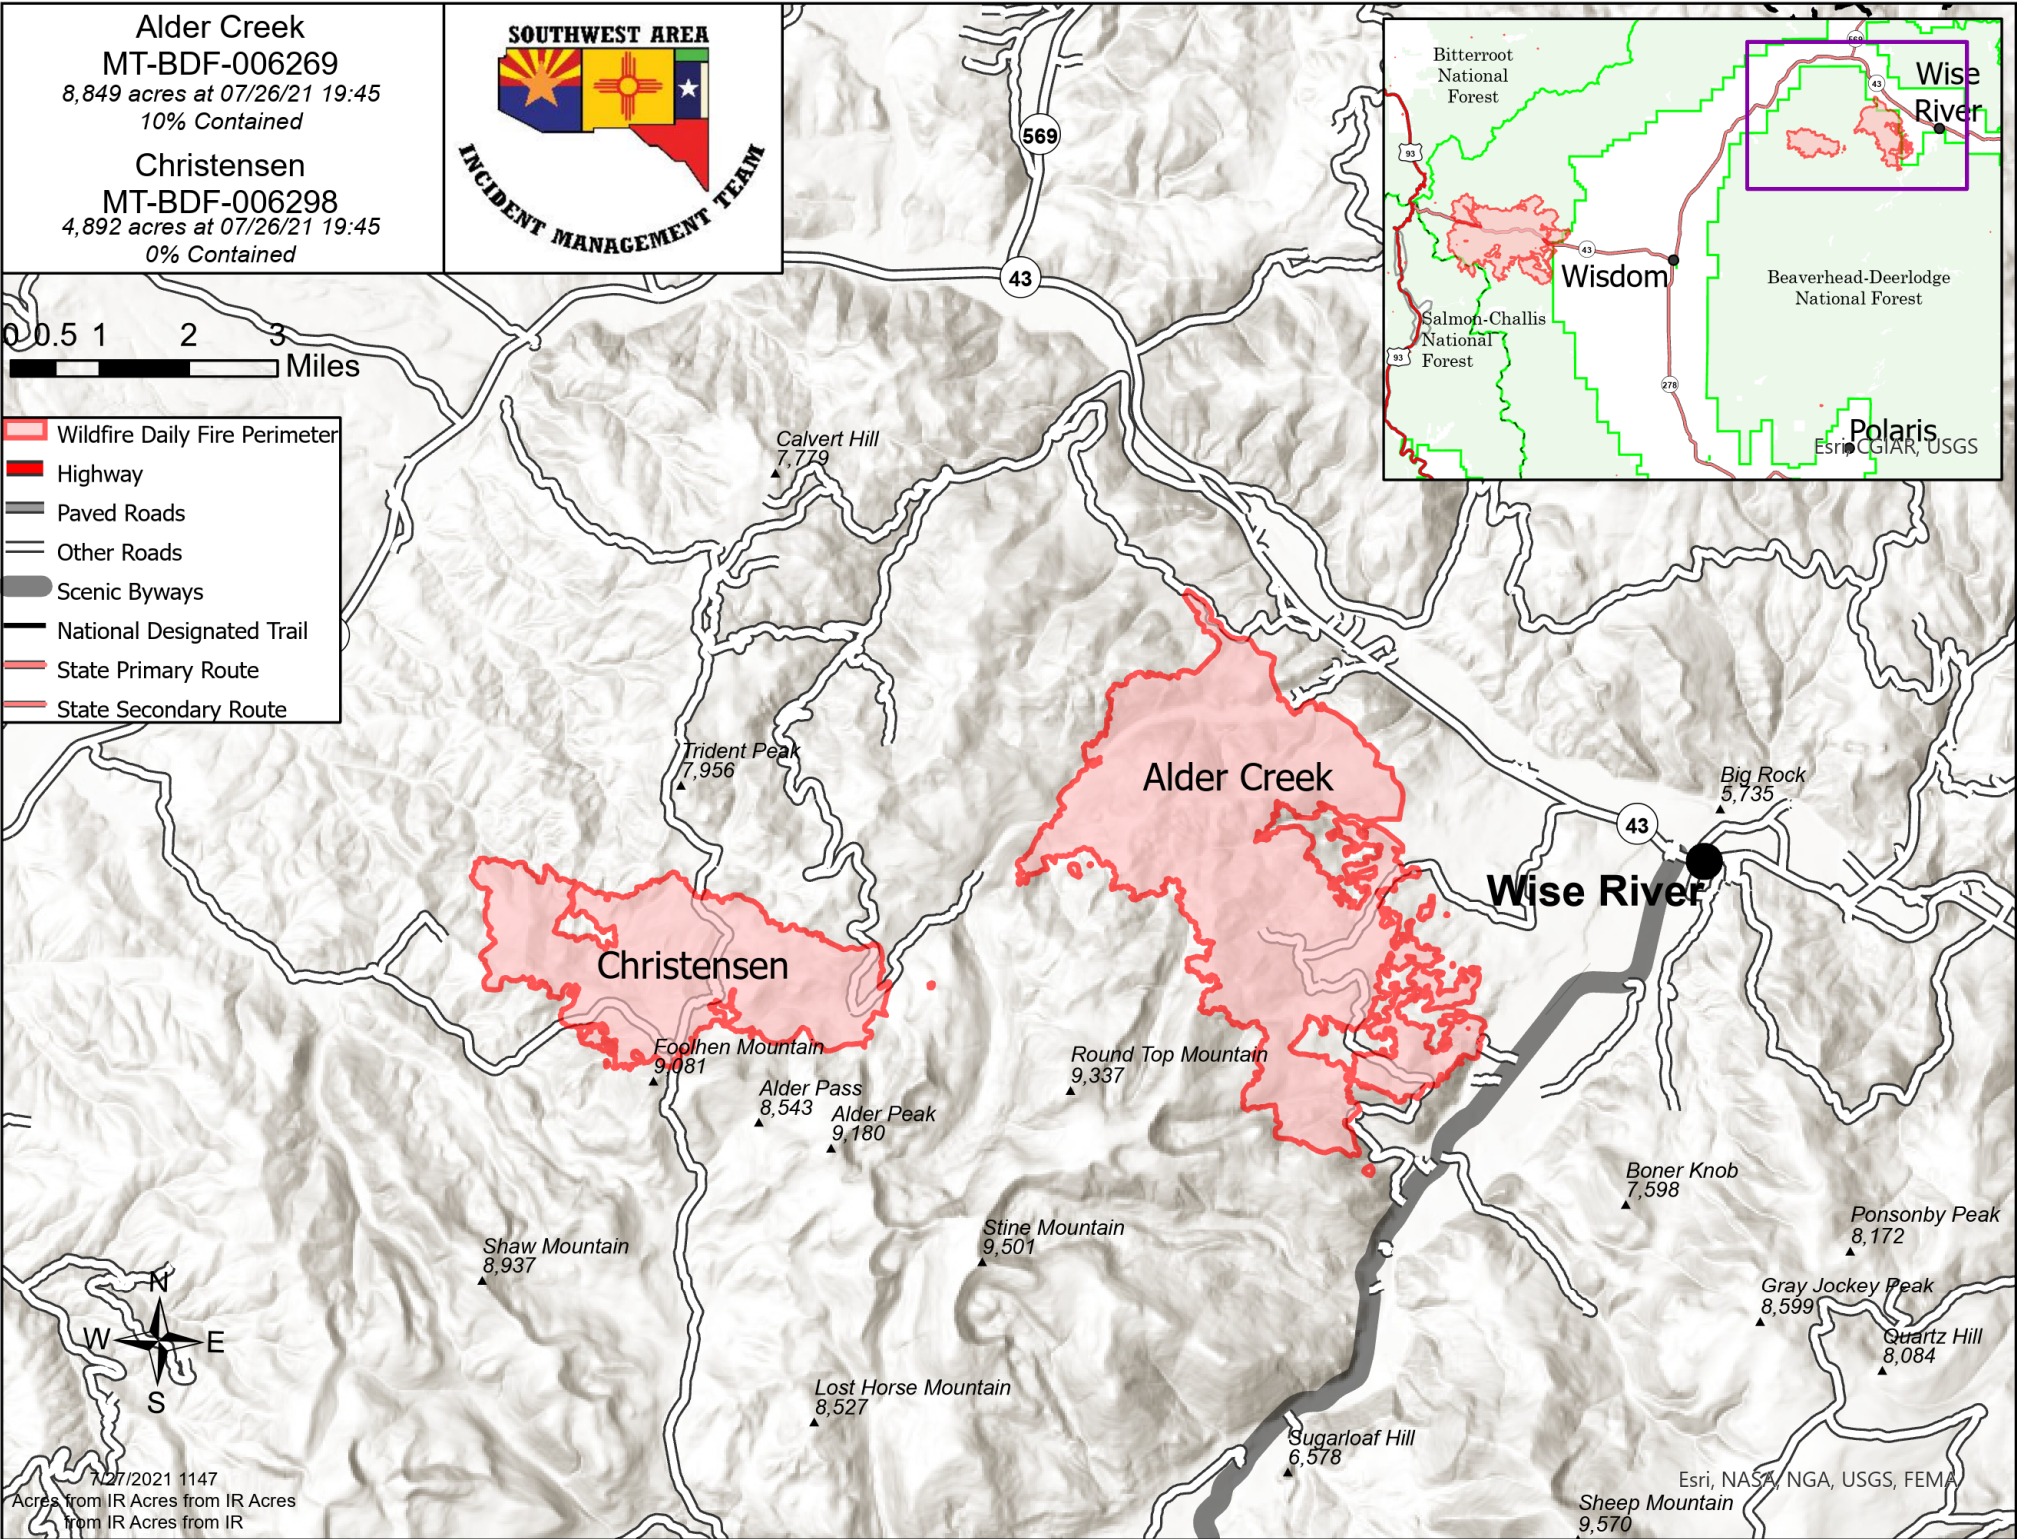 Alder Creek
MT-BDF-006269
8,849 acres at 07/26/21 19:45
10% Contained
Christensen
MT-BDF-006298
4,892 acres at 07/26/21 19:45
0% Contained
SOUTHWEST AREA
INCIDENT MANAGEMENT TEAM
569
43
Bitterroot
National
Forest
569
43
Wise
River
93
43
Wisdom
Beaverhead-Deerlodge
National Forest
Salmon-Challis
National
Forest
93
278
Polaris
Esri, CGIAR, USGS
0 0.5 1 2 3
Miles
Wildfire Daily Fire Perimeter
Highway
Paved Roads
Other Roads
Scenic Byways
National Designated Trail
State Primary Route
State Secondary Route
Calvert Hill
7,779
Trident Peak
7,956
Alder Creek
Big Rock
5,735
43
Wise River
Christensen
Foolhen Mountain
9,081
Round Top Mountain
9,337
Alder Pass
8,543
Alder Peak
9,180
Boner Knob
7,598
Stine Mountain
9,501
Ponsonby Peak
8,172
Shaw Mountain
8,937
Gray Jockey Peak
8,599
Quartz Hill
8,084
N
W E
S
Lost Horse Mountain
8,527
Sugarloaf Hill
6,578
Sheep Mountain
9,570
7/27/2021 1147
Acres from IR Acres from IR Acres
from IR Acres from IR
Esri, NASA, NGA, USGS, FEMA